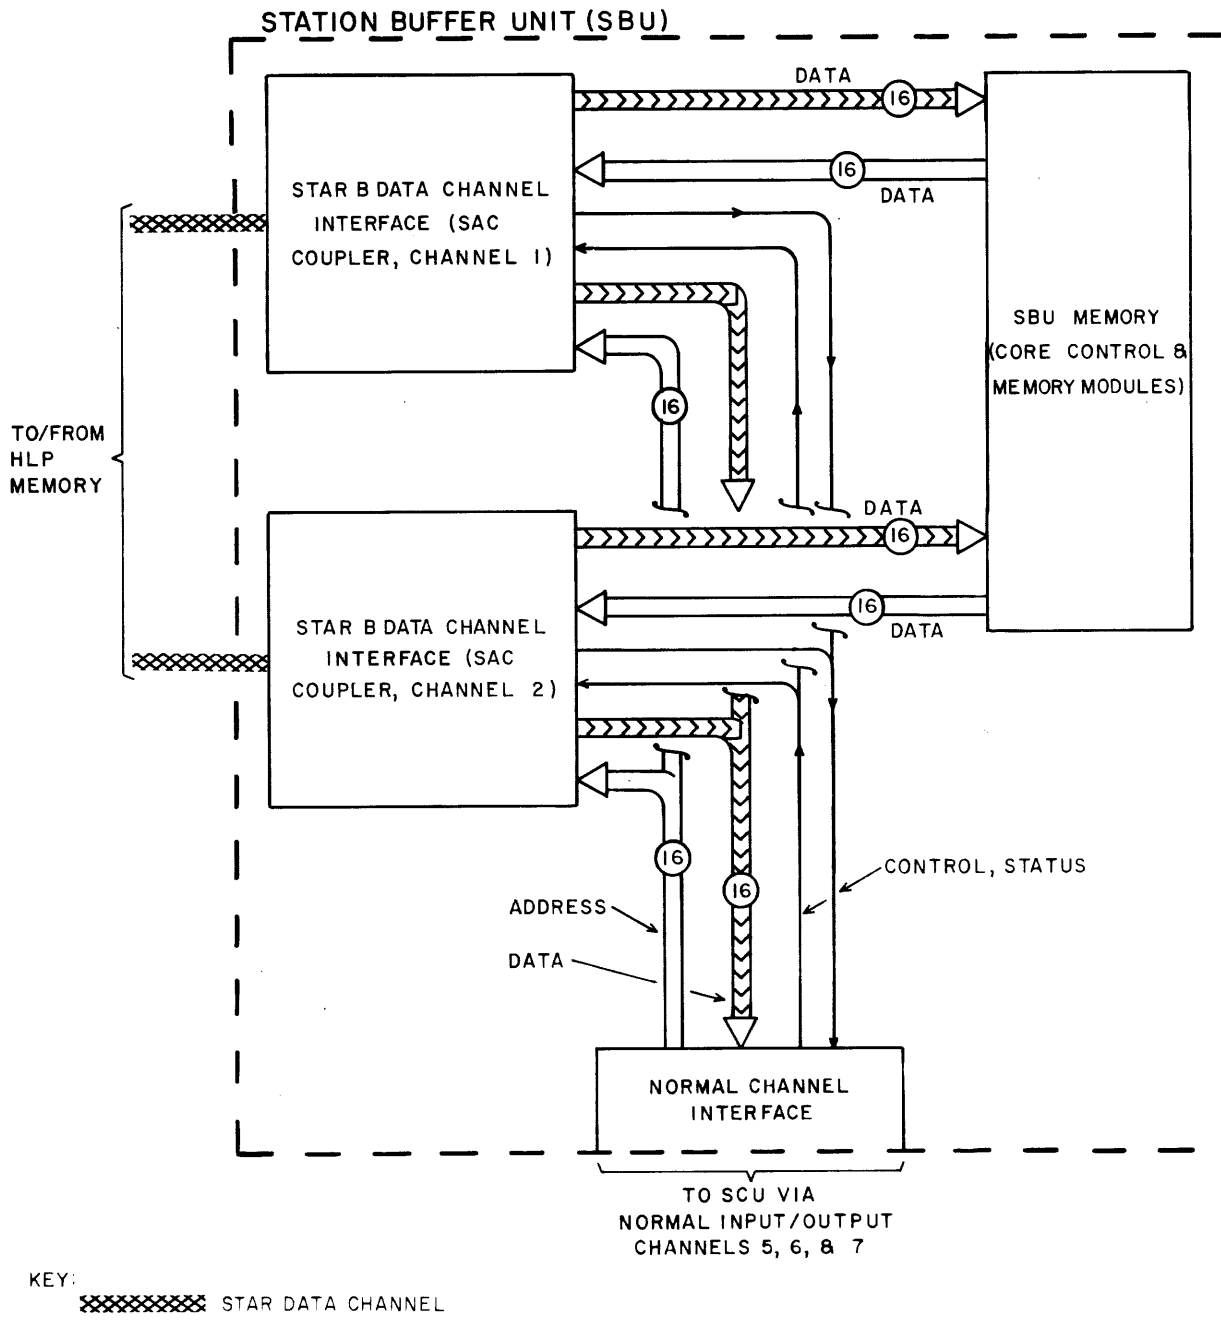 STATION BUFFER UNIT (SBU)
DATA
16
16
DATA
STAR B DATA CHANNEL
INTERFACE (SAC
COUPLER, CHANNEL 1)
SBU MEMORY
(CORE CONTROL &
MEMORY MODULES)
16
TO/FROM
HLP
MEMORY
DATA
16
16
DATA
STAR B DATA CHANNEL
INTERFACE (SAC
COUPLER, CHANNEL 2)
16
16
CONTROL, STATUS
ADDRESS
DATA
NORMAL CHANNEL
INTERFACE
TO SCU VIA
NORMAL INPUT/OUTPUT
CHANNELS 5, 6, & 7
KEY:
STAR DATA CHANNEL